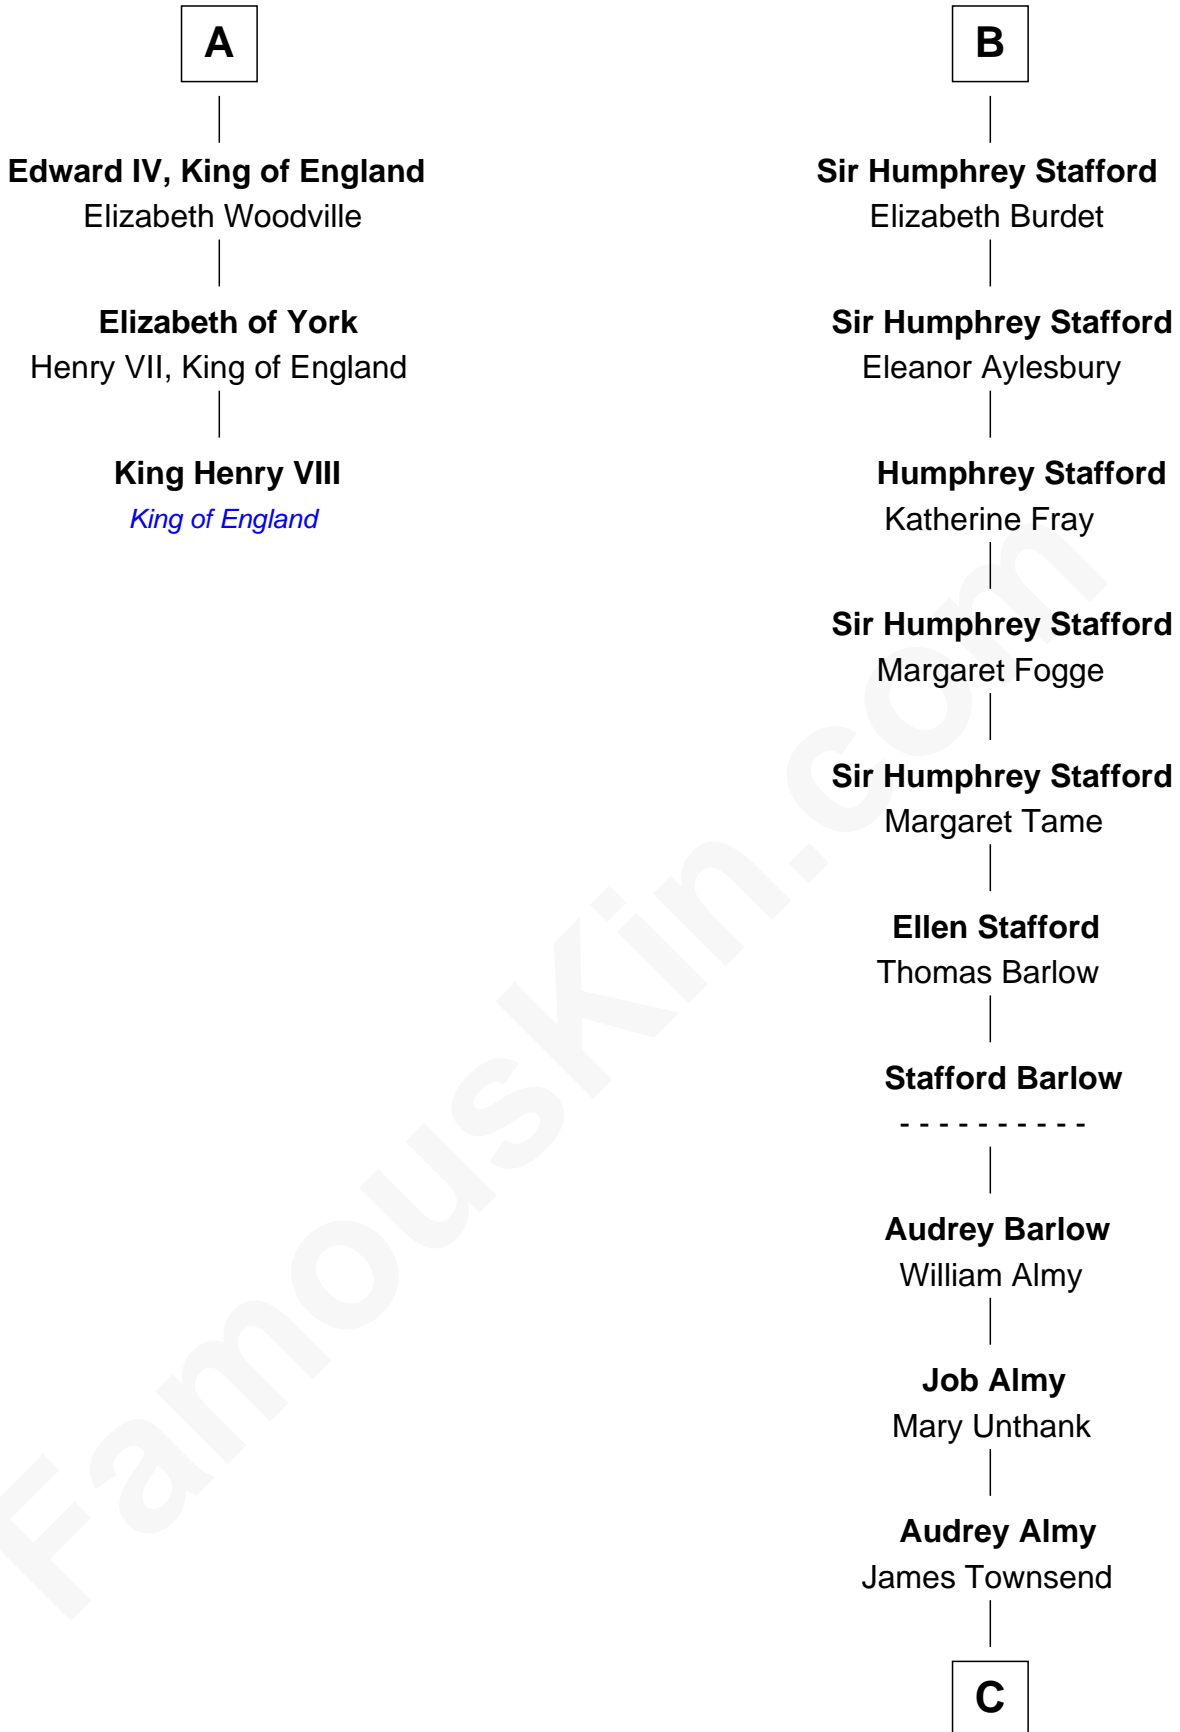 A
Edward IV, King of England
Elizabeth Woodville
Elizabeth of York
Henry VII, King of England
King Henry VIII
King of England
B
Sir Humphrey Stafford
Elizabeth Burdet
Sir Humphrey Stafford
Eleanor Aylesbury
Humphrey Stafford
Katherine Fray
Sir Humphrey Stafford
Margaret Fogge
Sir Humphrey Stafford
Margaret Tame
Ellen Stafford
Thomas Barlow
Stafford Barlow
- - - - - - - - - -
Audrey Barlow
William Almy
Job Almy
Mary Unthank
Audrey Almy
James Townsend
C
FamousKin.com